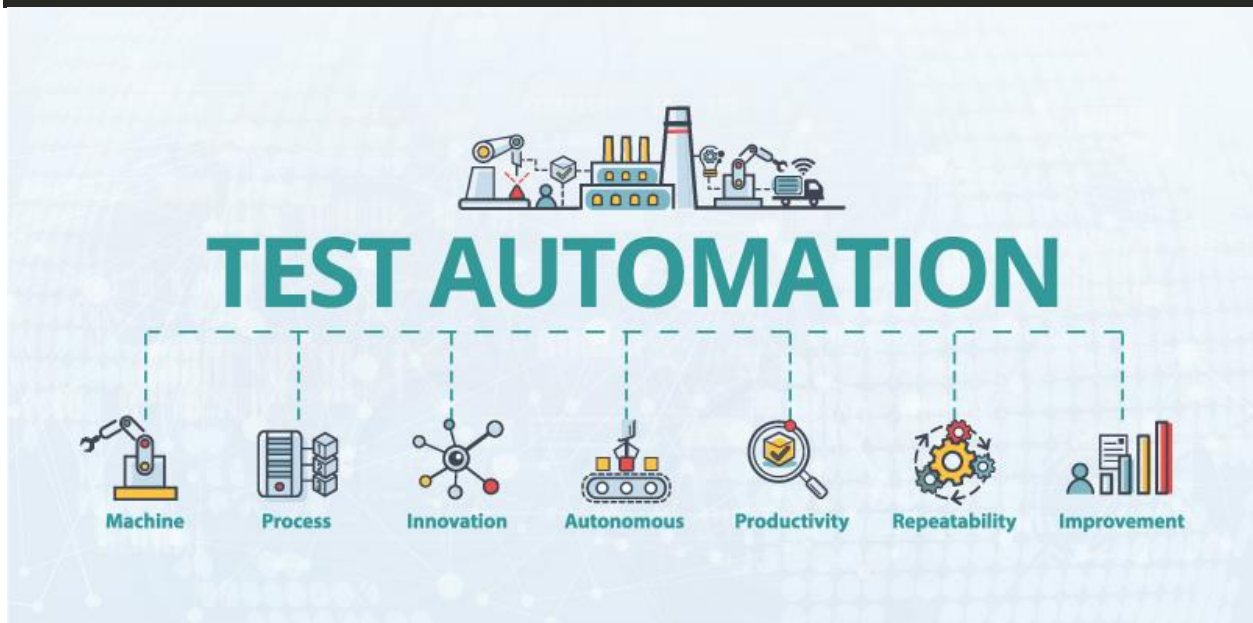 TEST AUTOMATION
Machine
Process
Innovation
Autonomous
Productivity
Repeatability
Improvement